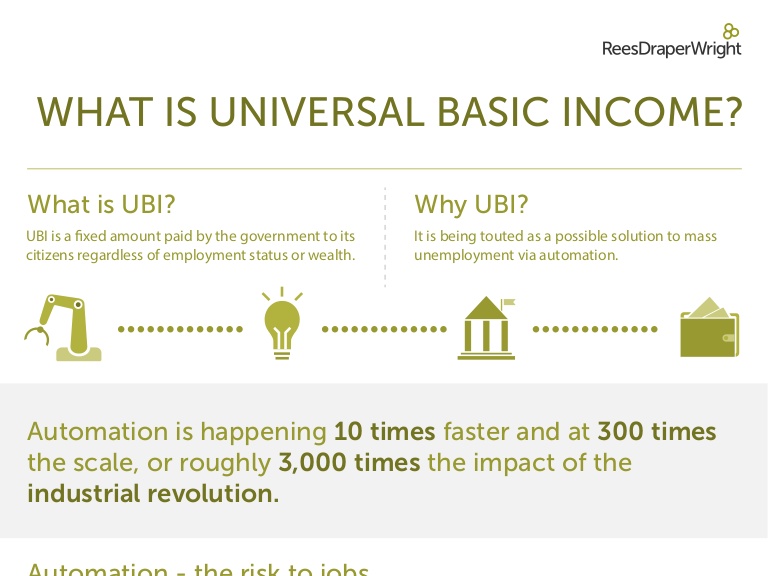 ReesDraperWright
WHAT IS UNIVERSAL BASIC INCOME?
What is UBI?
UBI is a fixed amount paid by the government to its
citizens regardless of employment status or wealth.
Why UBI?
It is being touted as a possible solution to mass
unemployment via automation.
Automation is happening 10 times faster and at 300 times
the scale, or roughly 3,000 times the impact of the
industrial revolution.
Automation - the risk to jobs